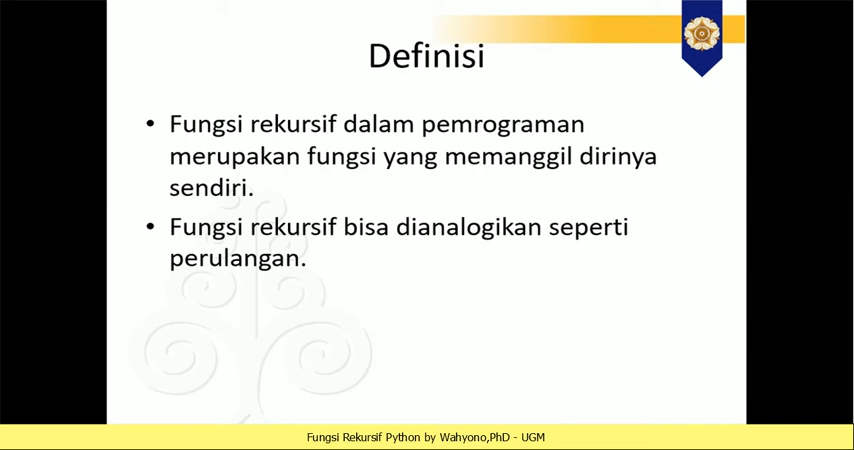 Definisi
• Fungsi rekursif dalam pemrograman
merupakan fungsi yang memanggil dirinya
sendiri.
• Fungsi rekursif bisa dianalogikan seperti
perulangan.
Fungsi Rekursif Python by Wahyono,PhD - UGM